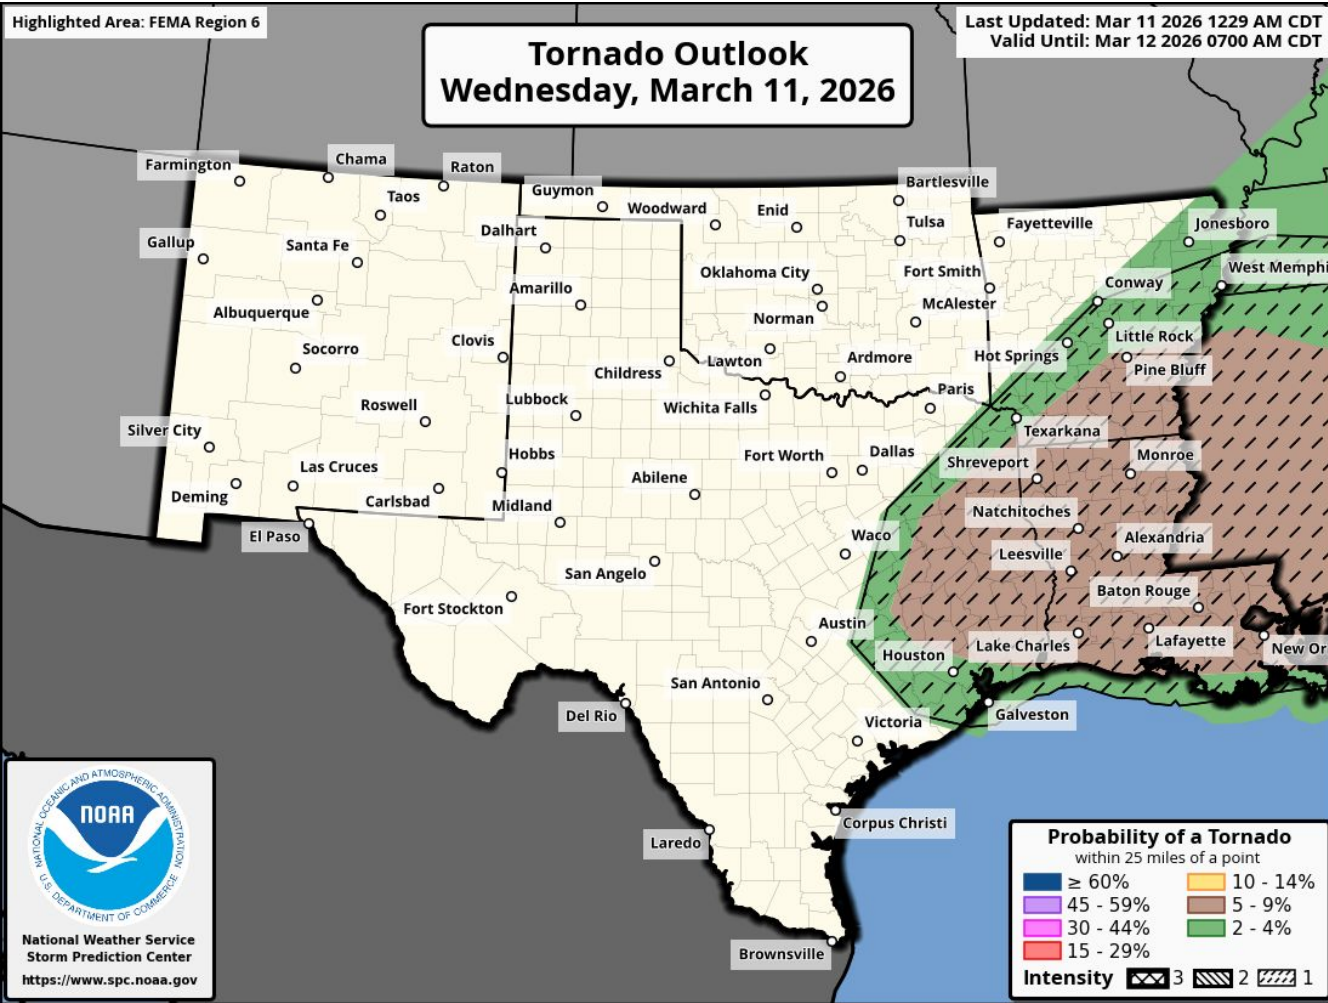 Highlighted Area: FEMA Region 6
Last Updated: Mar 11 2026 1229 AM CDT
Valid Until: Mar 12 2026 0700 AM CDT
Tornado Outlook
Wednesday, March 11, 2026
Farmington
Chama
Raton
Taos
Guymon
Woodward
Enid
Bartlesville
Tulsa
Fayetteville
Jonesboro
Gallup
Santa Fe
Dalhart
Oklahoma City
Fort Smith
West Memphi
Conway
Amarillo
Albuquerque
Norman
McAlester
Little Rock
Socorro
Clovis
Childress
Lawton
Ardmore
Hot Springs
Pine Bluff
Roswell
Lubbock
Wichita Falls
Paris
Silver City
Texarkana
Las Cruces
Hobbs
Abilene
Fort Worth
Dallas
Shreveport
Monroe
Deming
Carlsbad
Midland
Natchitoches
El Paso
Waco
Leesville
Alexandria
San Angelo
Baton Rouge
Fort Stockton
Austin
Houston
Lake Charles
Lafayette
New Or
San Antonio
Del Rio
Victoria
Galveston
Laredo
Corpus Christi
Brownsville
NATIONAL OCEANIC AND ATMOSPHERIC ADMINISTRATION
NOAA
U.S. DEPARTMENT OF COMMERCE
National Weather Service
Storm Prediction Center
https://www.spc.noaa.gov
Probability of a Tornado
within 25 miles of a point
≥ 60%
10 - 14%
45 - 59%
5 - 9%
30 - 44%
2 - 4%
15 - 29%
Intensity 3 2 1